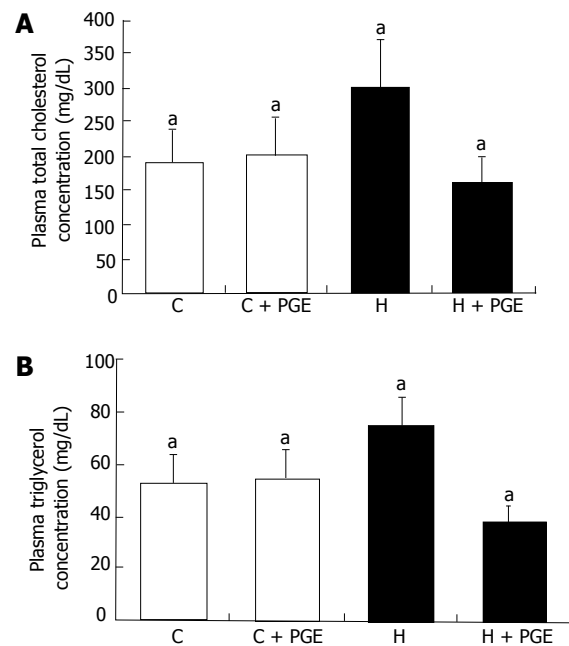 A
Plasma total cholesterol
concentration (mg/dL)
400
350
300
250
200
150
100
50
0
a
a
a
a
C
C + PGE
H
H + PGE
B
Plasma triglycerol
concentration (mg/dL)
100
80
60
40
20
0
a
a
a
a
C
C + PGE
H
H + PGE